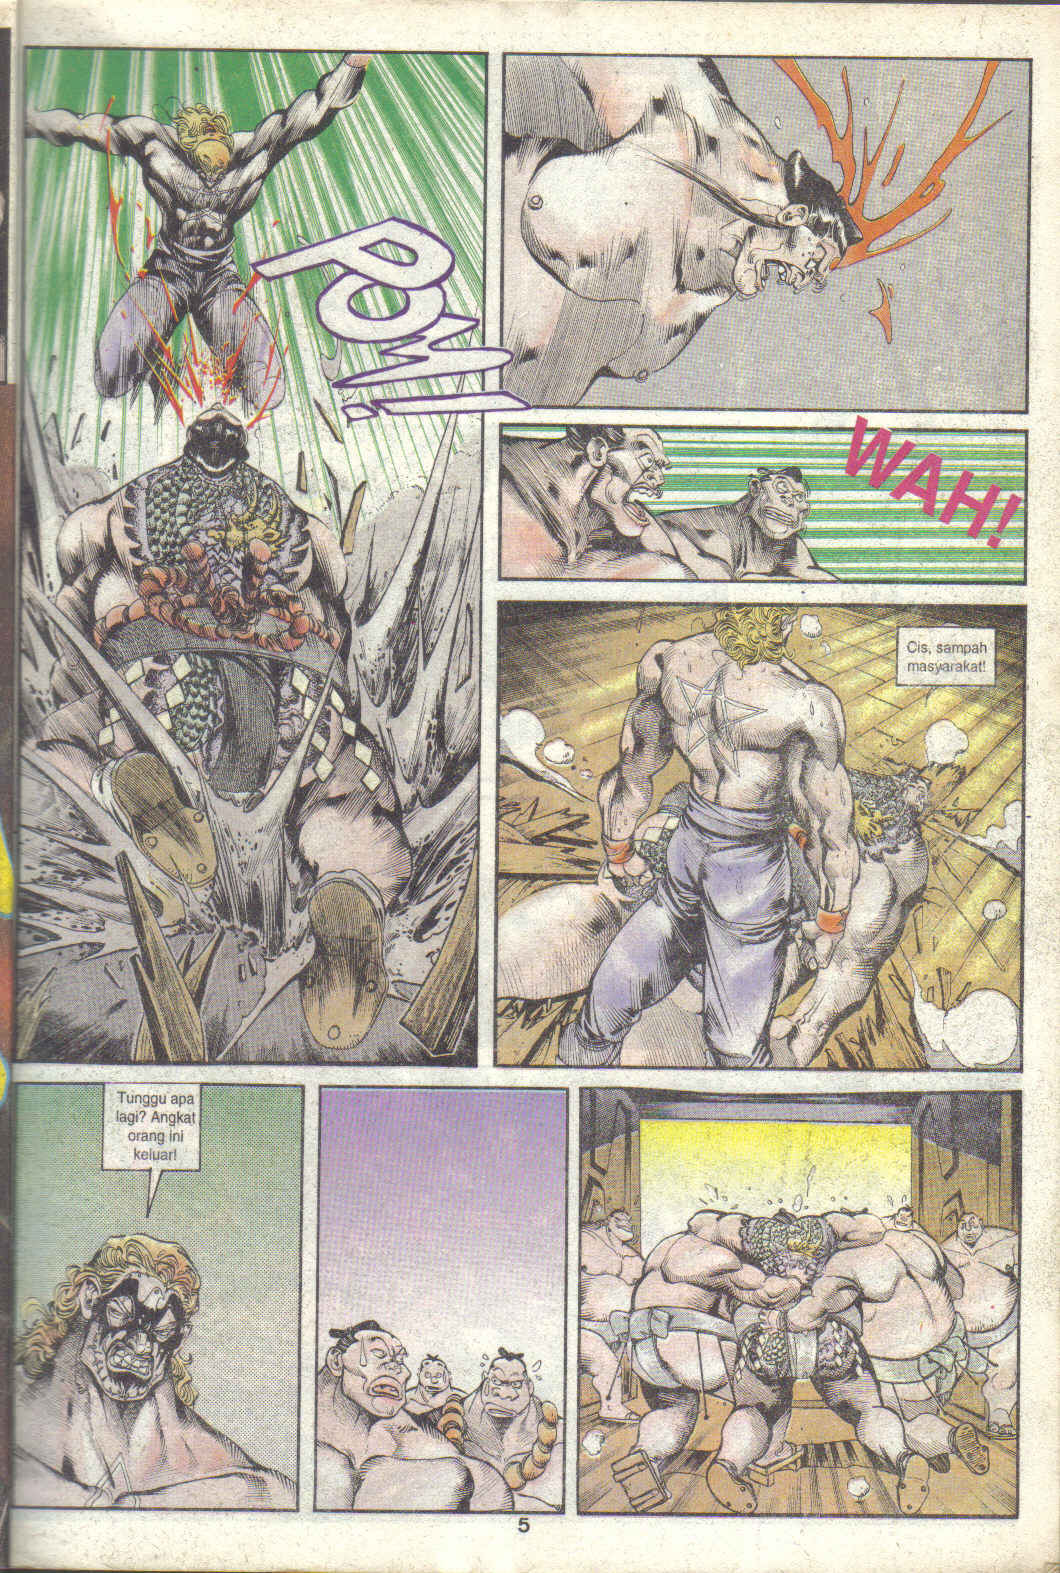 POW!
WAH!
Cis, sampah
masyarakat!
Tunggu apa
lagi? Angkat
orang ini
keluar!
5